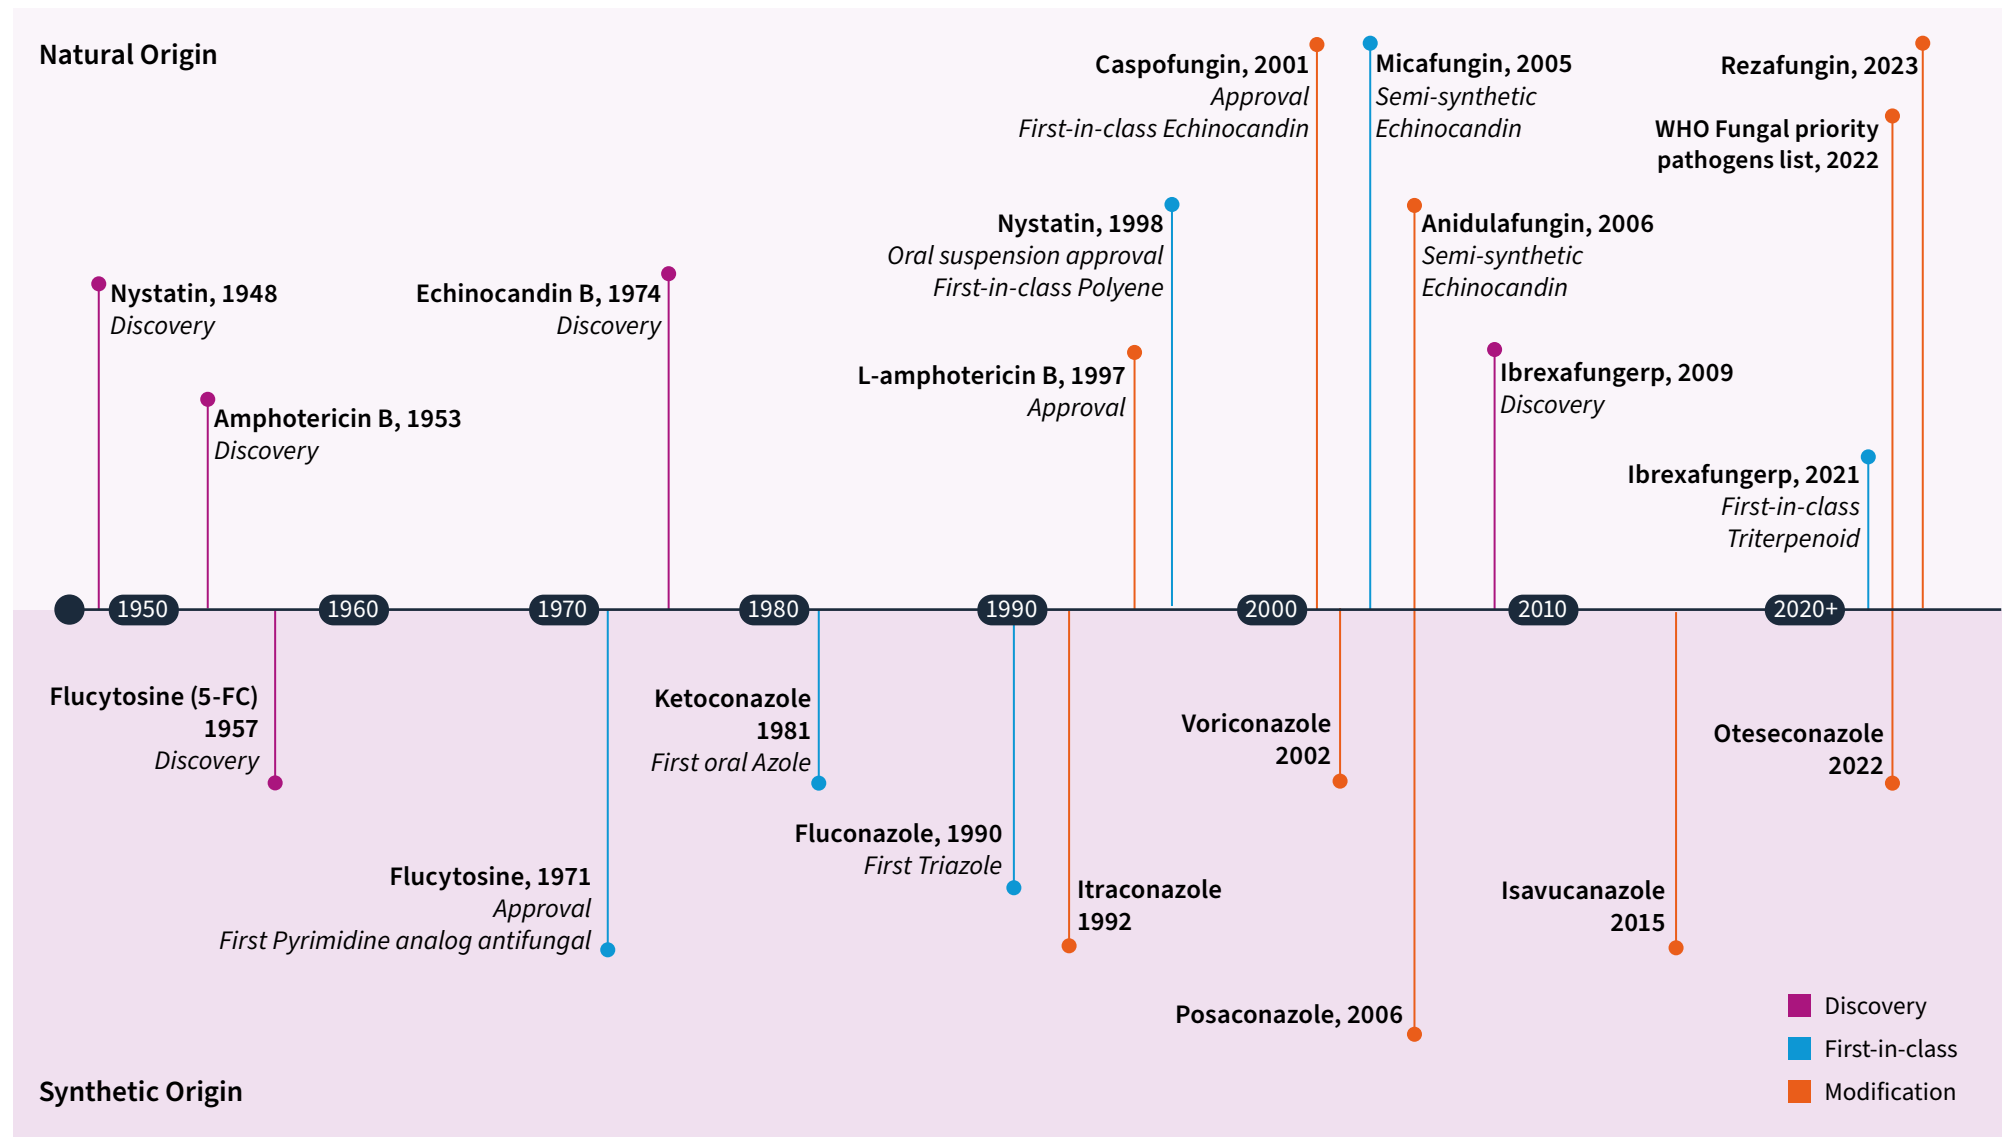 Natural Origin
Nystatin, 1948
Discovery
Amphotericin B, 1953
Discovery
Echinocandin B, 1974
Discovery
L-amphotericin B, 1997
Approval
Nystatin, 1998
Oral suspension approval
First-in-class Polyene
Caspofungin, 2001
Approval
First-in-class Echinocandin
Micafungin, 2005
Semi-synthetic
Echinocandin
Anidulafungin, 2006
Semi-synthetic
Echinocandin
Ibrexafungerp, 2009
Discovery
Ibrexafungerp, 2021
First-in-class
Triterpenoid
WHO Fungal priority
pathogens list, 2022
Rezafungin, 2023
1950
1960
1970
1980
1990
2000
2010
2020+
Flucytosine (5-FC)
1957
Discovery
Flucytosine, 1971
Approval
First Pyrimidine analog antifungal
Ketoconazole
1981
First oral Azole
Fluconazole, 1990
First Triazole
Itraconazole
1992
Voriconazole
2002
Posaconazole, 2006
Isavucanazole
2015
Oteseconazole
2022
Synthetic Origin
Discovery
First-in-class
Modification